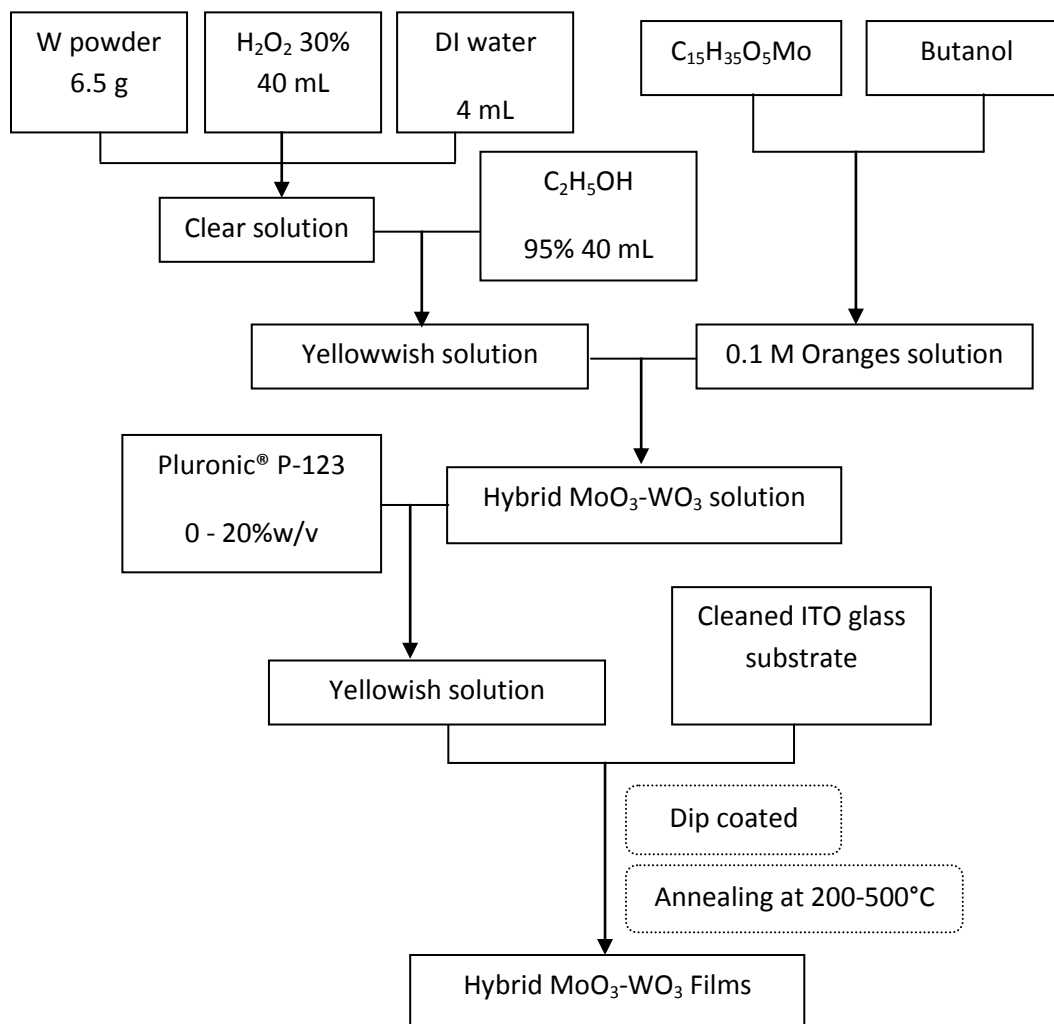 W powder
6.5 g
H₂O₂ 30%
40 mL
DI water
4 mL
C₁₅H₃₅O₅Mo
Butanol
Clear solution
C₂H₅OH
95% 40 mL
Yellowwish solution
0.1 M Oranges solution
Pluronic® P-123
0 - 20%w/v
Hybrid MoO₃-WO₃ solution
Cleaned ITO glass
substrate
Yellowish solution
Dip coated
Annealing at 200-500°C
Hybrid MoO₃-WO₃ Films